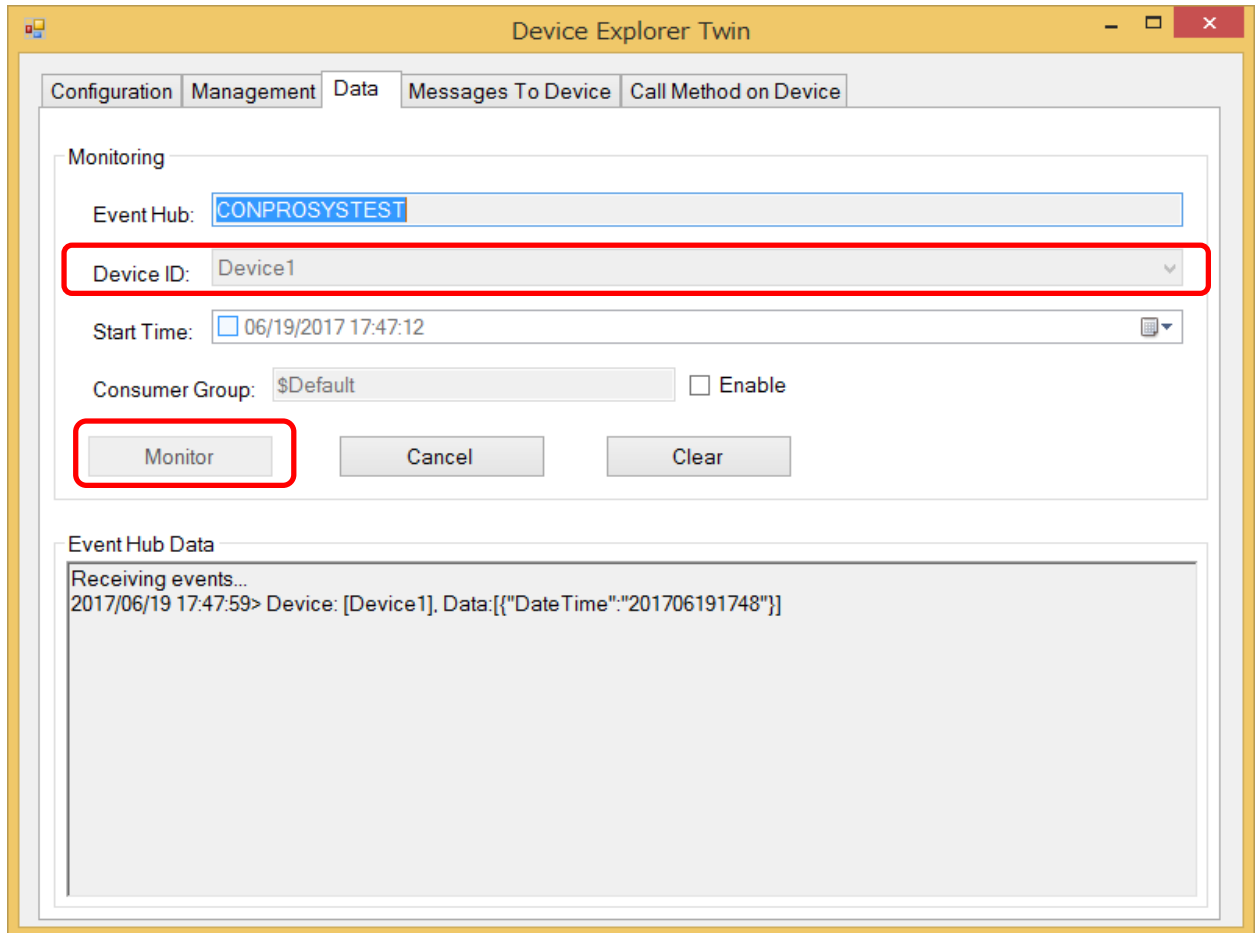 Device Explorer Twin
Configuration Management Data Messages To Device Call Method on Device
Monitoring
Event Hub: CONPROSYSTEST
Device ID: Device1
Start Time: 06/19/2017 17:47:12
Consumer Group: $Default Enable
Monitor Cancel Clear
Event Hub Data
Receiving events...
2017/06/19 17:47:59> Device: [Device1], Data:[{"DateTime":"201706191748"}]